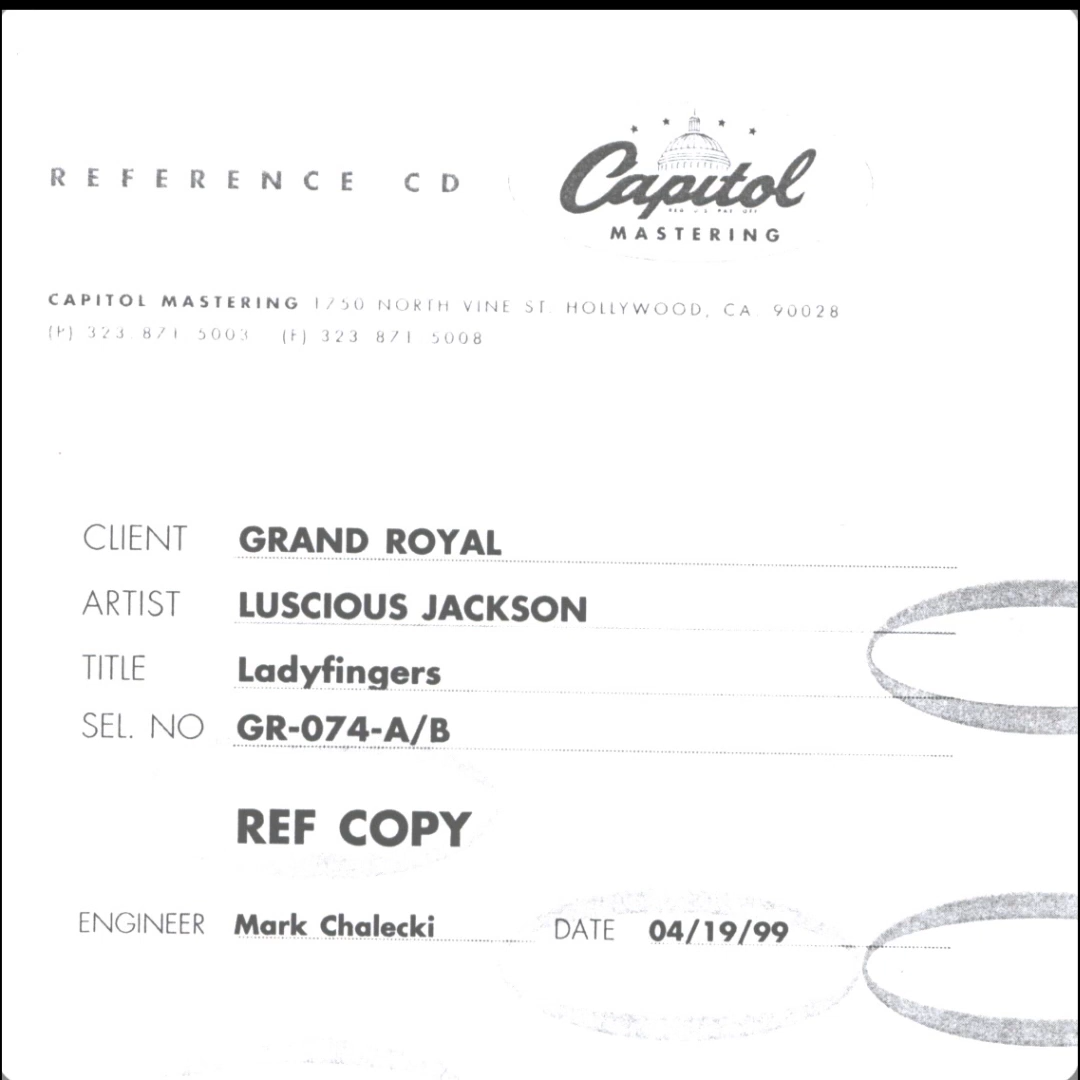 REFERENCE CD
Capitol
MASTERING
CAPITOL MASTERING 1750 NORTH VINE ST. HOLLYWOOD, CA. 90028
(P) 323.871.5003 (F) 323.871.5008
CLIENT GRAND ROYAL
ARTIST LUSCIOUS JACKSON
TITLE Ladyfingers
SEL. NO GR-074-A/B
REF COPY
ENGINEER Mark Chalecki DATE 04/19/99